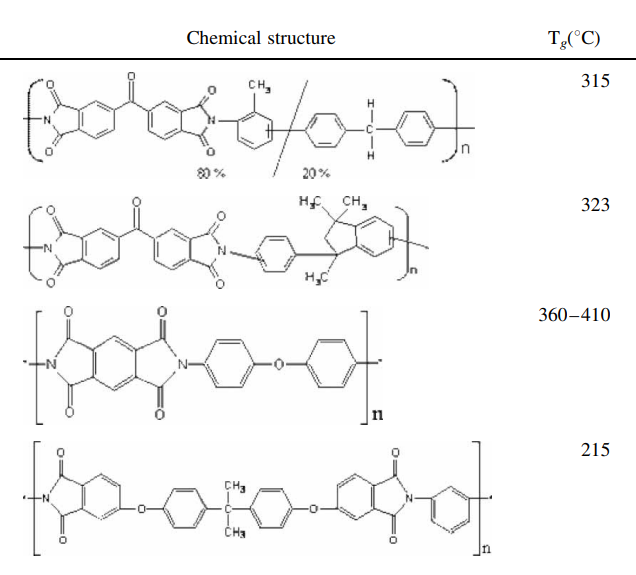 Chemical structure Tg(°C)
O O O CH3 315
N N H
C
O O H n
80 % 20 %
O O O H3C CH3 323
N N
O O H3C n
O O 360–410
N N O
O O n
O O 215
CH3
N O C O N
CH3
O O n